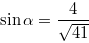 sin α = 4/√41